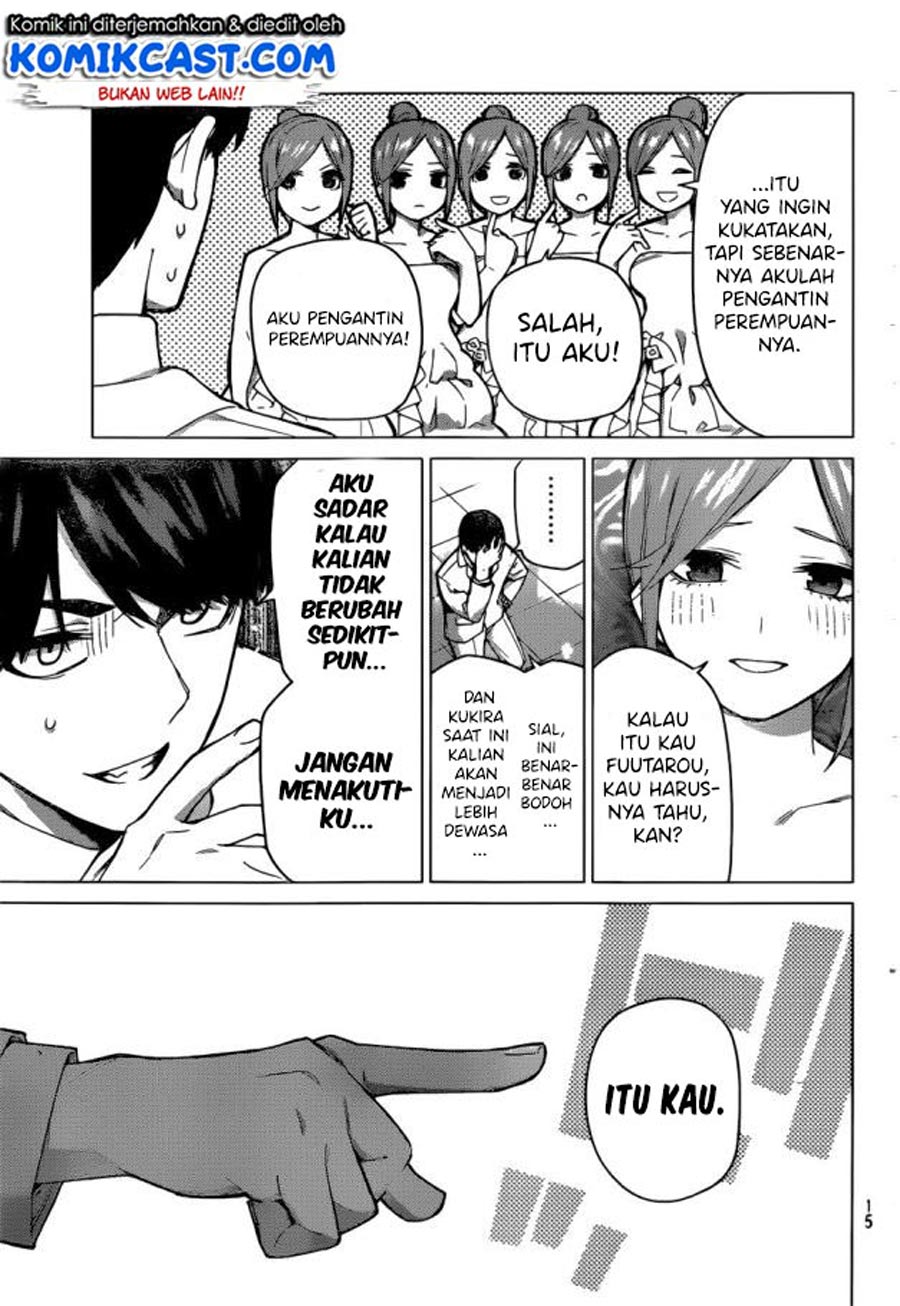 Komik ini diterjemahkan & diedit oleh
KOMIKCAST.COM
BUKAN WEB LAIN!!
...ITU
YANG INGIN
KUKATAKAN,
TAPI SEBENAR-
NYA AKULAH
PENGANTIN
PEREMPUAN-
NYA.
SALAH,
ITU AKU!
AKU PENGANTIN
PEREMPUANNYA!
KALAU
ITU KAU
FUUTAROU,
KAU HARUS-
NYA TAHU,
KAN?
.........
SIAL,
INI
BENAR-
BENAR
BODOH
...
DAN
KUKIRA
SAAT INI
KALIAN
AKAN
MENJADI
LEBIH
DEWASA
...
AKU
SADAR
KALAU
KALIAN
TIDAK
BERUBAH
SEDIKIT-
PUN...
JANGAN
MENAKUTI-
KU...
ITU KAU.
15